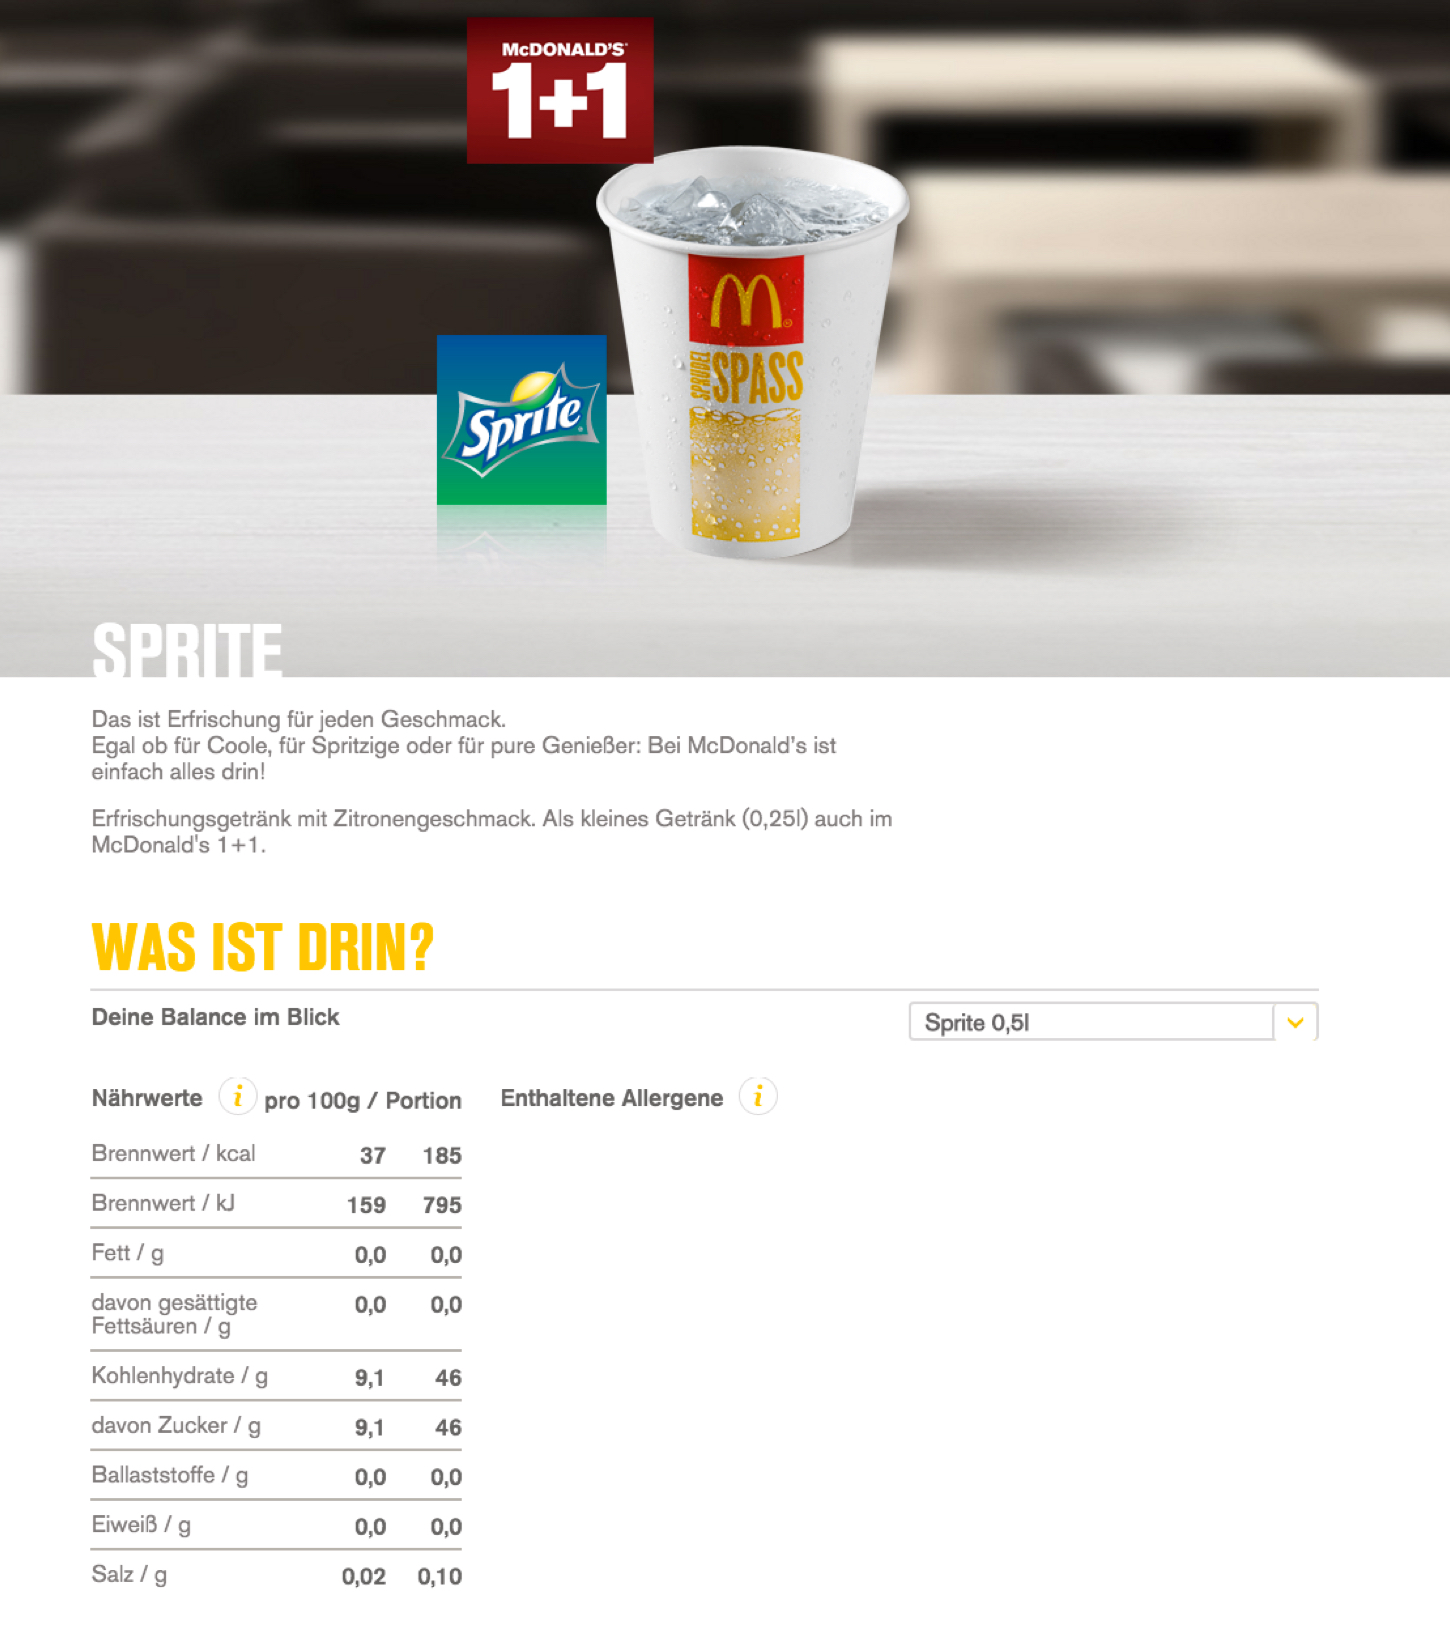 McDONALD'S
1+1
M
SPRUDEL
SPASS
Sprite
SPRITE
Das ist Erfrischung für jeden Geschmack.
Egal ob für Coole, für Spritzige oder für pure Genießer: Bei McDonald's ist
einfach alles drin!
Erfrischungsgetränk mit Zitronengeschmack. Als kleines Getränk (0,25l) auch im
McDonald's 1+1.
WAS IST DRIN?
Deine Balance im Blick
Sprite 0,5l
Nährwerte i pro 100g / Portion
Enthaltene Allergene i
Brennwert / kcal 37 185
Brennwert / kJ 159 795
Fett / g 0,0 0,0
davon gesättigte 0,0 0,0
Fettsäuren / g
Kohlenhydrate / g 9,1 46
davon Zucker / g 9,1 46
Ballaststoffe / g 0,0 0,0
Eiweiß / g 0,0 0,0
Salz / g 0,02 0,10